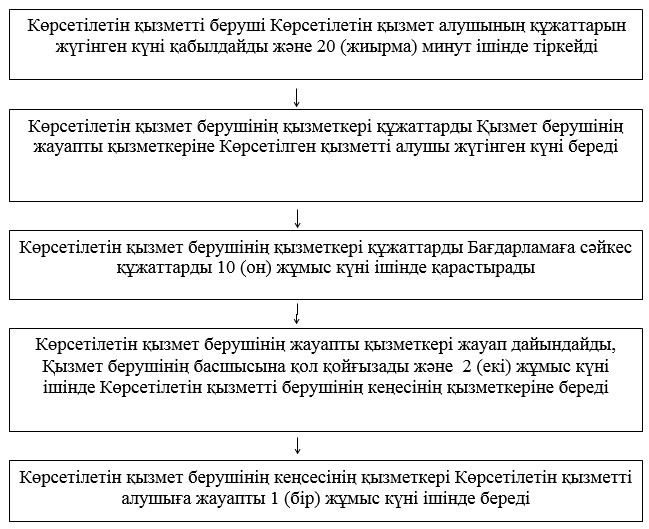 Көрсетілетін қызметті беруші Көрсетілетін қызмет алушының құжаттарын
жүгінген күні қабылдайды және 20 (жиырма) минут ішінде тіркейді
Көрсетілетін қызмет берушінің қызметкері құжаттарды Қызмет берушінің
жауапты қызметкеріне Көрсетілген қызметті алушы жүгінген күні береді
Көрсетілетін қызмет берушінің қызметкері құжаттарды Бағдарламаға сәйкес
құжаттарды 10 (он) жұмыс күні ішінде қарастырады
Көрсетілетін қызмет берушінің жауапты қызметкері жауап дайындайды,
Қызмет берушінің басшысына қол қойғызады және 2 (екі) жұмыс күні
ішінде Көрсетілетін қызметті берушінің кеңесінің қызметкеріне береді
Көрсетілетін қызмет берушінің кеңсесінің қызметкері Көрсетілетін қызметті
алушыға жауапты 1 (бір) жұмыс күні ішінде береді